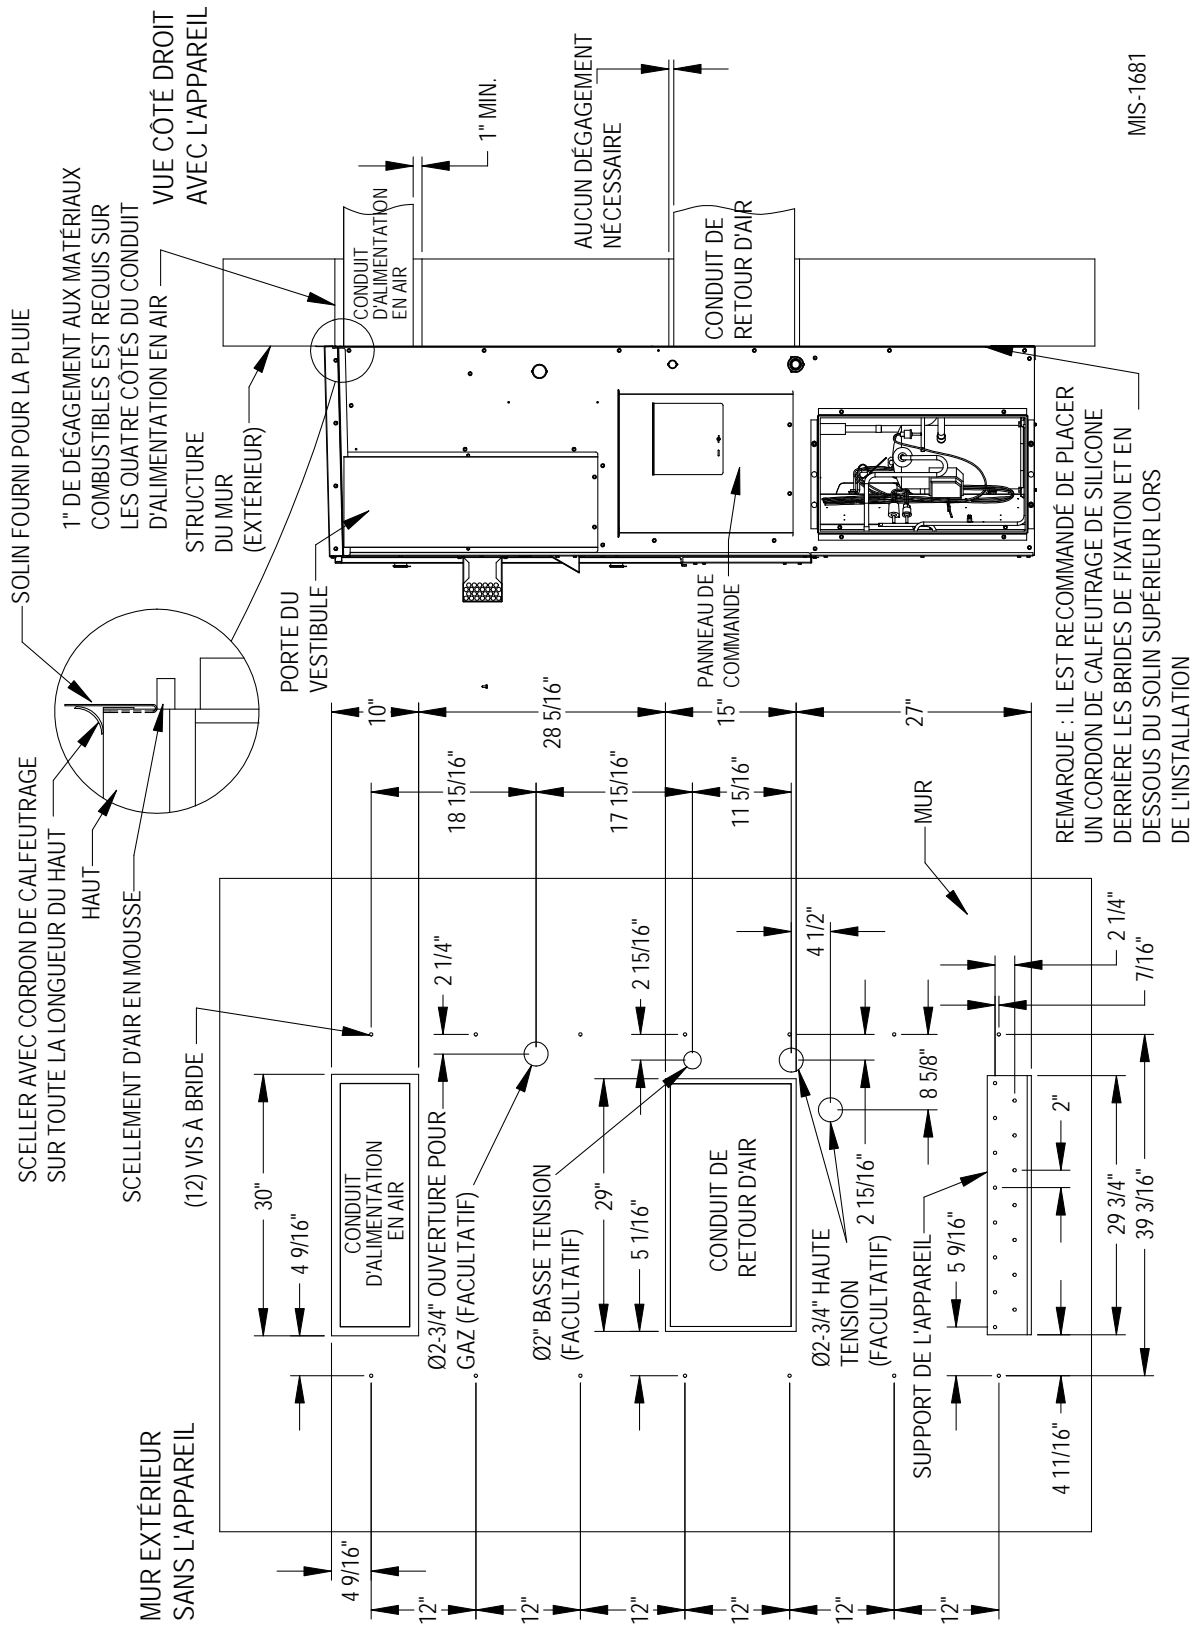 MUR EXTÉRIEUR
SANS L'APPAREIL
SCELLER AVEC CORDON DE CALFEUTRAGE
SUR TOUTE LA LONGUEUR DU HAUT
HAUT
SCELLEMENT D'AIR EN MOUSSE
(12) VIS À BRIDE
SOLIN FOURNI POUR LA PLUIE
1" DE DÉGAGEMENT AUX MATÉRIAUX
COMBUSTIBLES EST REQUIS SUR
LES QUATRE CÔTÉS DU CONDUIT
D'ALIMENTATION EN AIR
VUE CÔTÉ DROIT
AVEC L'APPAREIL
STRUCTURE
DU MUR
(EXTÉRIEUR)
PORTE DU
VESTIBULE
CONDUIT
D'ALIMENTATION
EN AIR
1" MIN.
AUCUN DÉGAGEMENT
NÉCESSAIRE
CONDUIT DE
RETOUR D'AIR
PANNEAU DE
COMMANDE
REMARQUE : IL EST RECOMMANDÉ DE PLACER
UN CORDON DE CALFEUTRAGE DE SILICONE
DERRIÈRE LES BRIDES DE FIXATION ET EN
DESSOUS DU SOLIN SUPÉRIEUR LORS
DE L'INSTALLATION
MIS-1681
4 9/16"
12"
12"
12"
12"
12"
12"
4 9/16"
30"
CONDUIT
D'ALIMENTATION
EN AIR
Ø2-3/4" OUVERTURE POUR
GAZ (FACULTATIF)
2 1/4"
Ø2" BASSE TENSION
(FACULTATIF)
29"
5 1/16"
2 15/16"
CONDUIT DE
RETOUR D'AIR
Ø2-3/4" HAUTE
TENSION
(FACULTATIF)
2 15/16"
4 1/2"
8 5/8"
10"
18 15/16"
28 5/16"
17 15/16"
15"
11 5/16"
27"
MUR
SUPPORT DE L'APPAREIL
5 9/16"
2"
2 1/4"
7/16"
29 3/4"
39 3/16"
4 11/16"